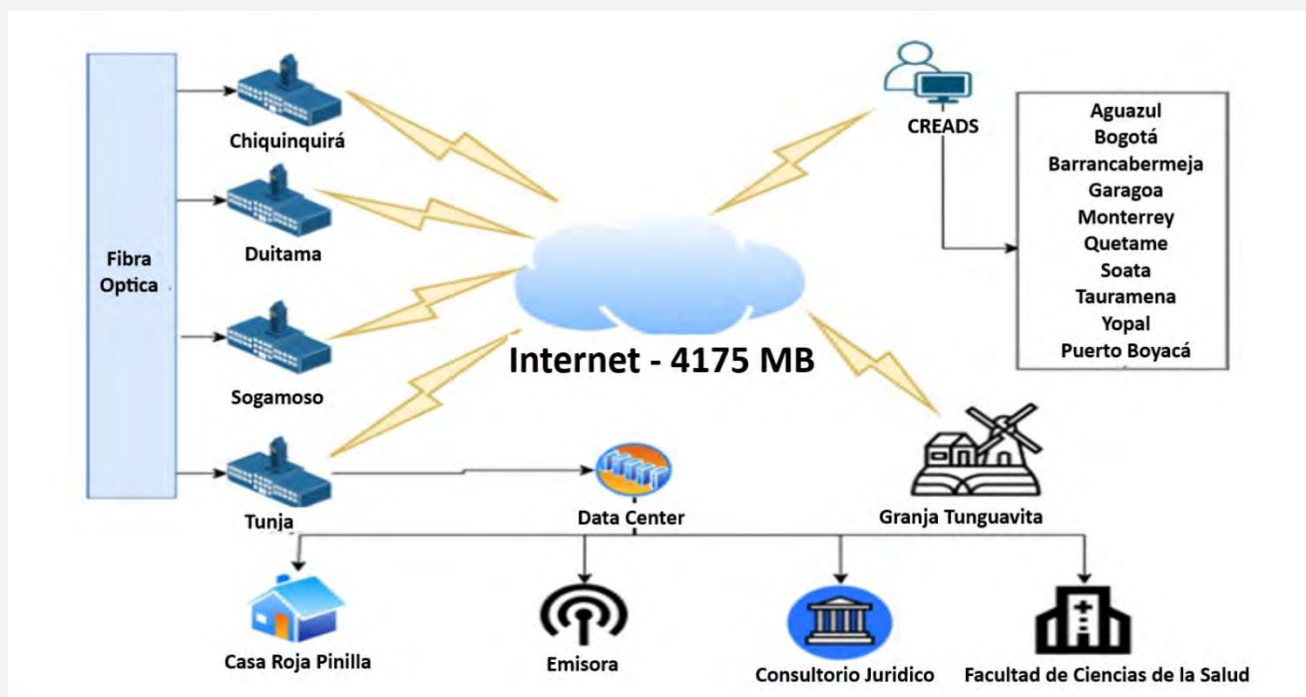 Fibra
Optica
Chiquinquirá
Duitama
Sogamoso
Tunja
Internet - 4175 MB
CREADS
Aguazul
Bogotá
Barrancabermeja
Garagoa
Monterrey
Quetame
Soata
Tauramena
Yopal
Puerto Boyacá
Data Center
Granja Tunguavita
Casa Roja Pinilla
Emisora
Consultorio Juridico
Facultad de Ciencias de la Salud